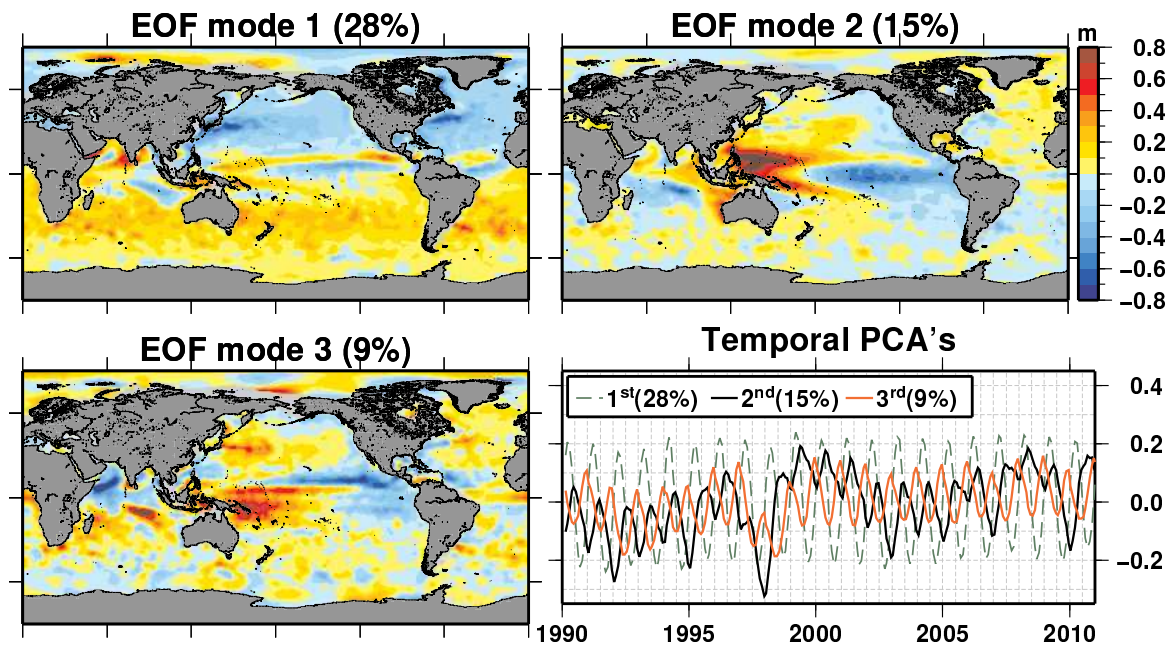 EOF mode 1 (28%)
EOF mode 2 (15%)
m
0.8
0.6
0.4
0.2
0.0
−0.2
−0.4
−0.6
−0.8
EOF mode 3 (9%)
Temporal PCA's
1st(28%) 2nd(15%) 3rd(9%)
0.4
0.2
0.0
−0.2
1990 1995 2000 2005 2010